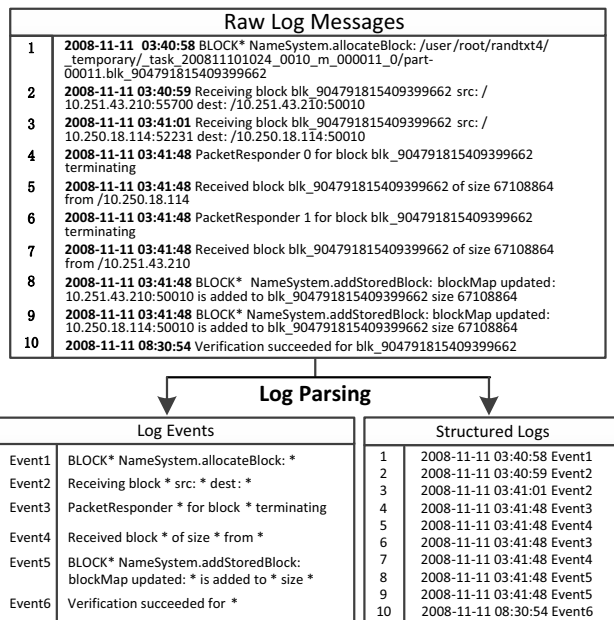 Raw Log Messages
1 2008-11-11 03:40:58 BLOCK* NameSystem.allocateBlock: /user/root/randtxt4/
_temporary/_task_200811101024_0010_m_000011_0/part-
00011.blk_904791815409399662
2 2008-11-11 03:40:59 Receiving block blk_904791815409399662 src: /
10.251.43.210:55700 dest: /10.251.43.210:50010
3 2008-11-11 03:41:01 Receiving block blk_904791815409399662 src: /
10.250.18.114:52231 dest: /10.250.18.114:50010
4 2008-11-11 03:41:48 PacketResponder 0 for block blk_904791815409399662
terminating
5 2008-11-11 03:41:48 Received block blk_904791815409399662 of size 67108864
from /10.250.18.114
6 2008-11-11 03:41:48 PacketResponder 1 for block blk_904791815409399662
terminating
7 2008-11-11 03:41:48 Received block blk_904791815409399662 of size 67108864
from /10.251.43.210
8 2008-11-11 03:41:48 BLOCK* NameSystem.addStoredBlock: blockMap updated:
10.251.43.210:50010 is added to blk_904791815409399662 size 67108864
9 2008-11-11 03:41:48 BLOCK* NameSystem.addStoredBlock: blockMap updated:
10.250.18.114:50010 is added to blk_904791815409399662 size 67108864
10 2008-11-11 08:30:54 Verification succeeded for blk_904791815409399662
Log Parsing
Log Events
Event1 BLOCK* NameSystem.allocateBlock: *
Event2 Receiving block * src: * dest: *
Event3 PacketResponder * for block * terminating
Event4 Received block * of size * from *
Event5 BLOCK* NameSystem.addStoredBlock:
blockMap updated: * is added to * size *
Event6 Verification succeeded for *
Structured Logs
1 2008-11-11 03:40:58 Event1
2 2008-11-11 03:40:59 Event2
3 2008-11-11 03:41:01 Event2
4 2008-11-11 03:41:48 Event3
5 2008-11-11 03:41:48 Event4
6 2008-11-11 03:41:48 Event3
7 2008-11-11 03:41:48 Event4
8 2008-11-11 03:41:48 Event5
9 2008-11-11 03:41:48 Event5
10 2008-11-11 08:30:54 Event6